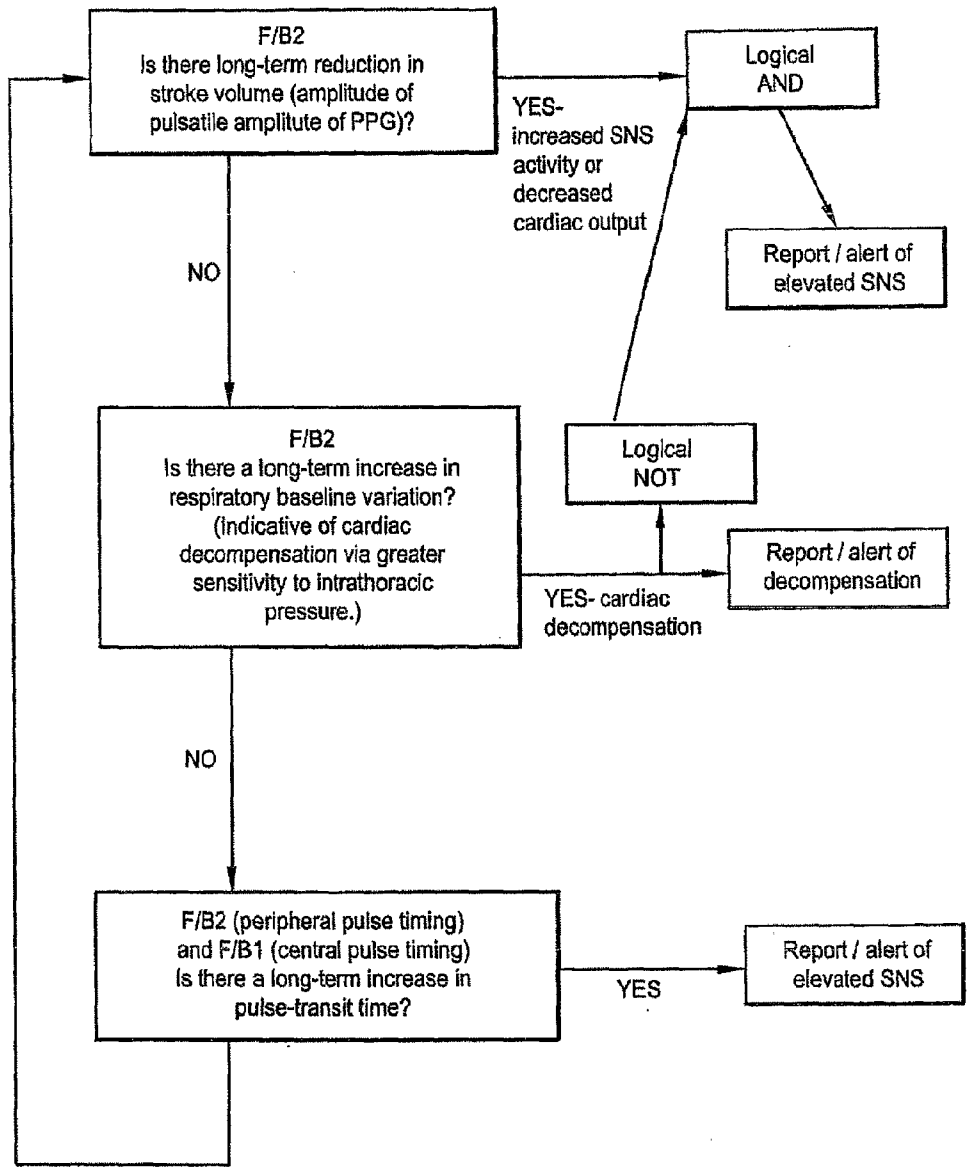 F/B2
Is there long-term reduction in
stroke volume (amplitude of
pulsatile amplitude of PPG)?
Logical
AND
YES-
increased SNS
activity or
decreased
cardiac output
Report / alert of
elevated SNS
NO
F/B2
Is there a long-term increase in
respiratory baseline variation?
(indicative of cardiac
decompensation via greater
sensitivity to intrathoracic
pressure.)
Logical
NOT
Report / alert of
decompensation
YES- cardiac
decompensation
NO
F/B2 (peripheral pulse timing)
and F/B1 (central pulse timing)
Is there a long-term increase in
pulse-transit time?
YES
Report / alert of
elevated SNS